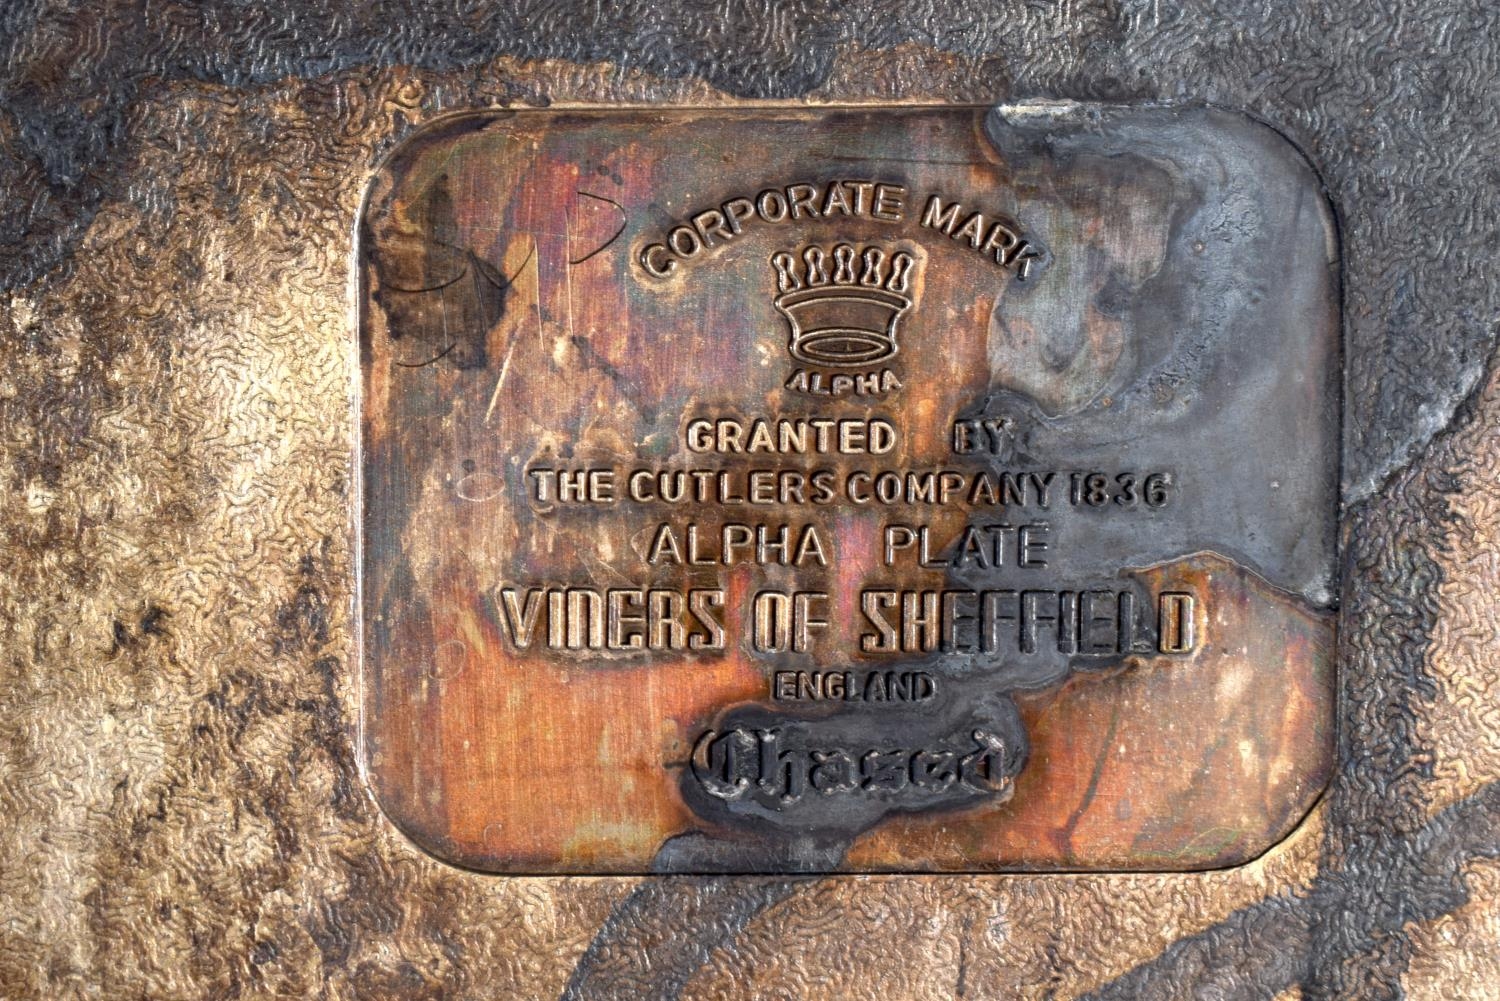 CORPORATE MARK
ALPHA
GRANTED BY
THE CUTLERS COMPANY 1836
ALPHA PLATE
VINERS OF SHEFFIELD
ENGLAND
Chased